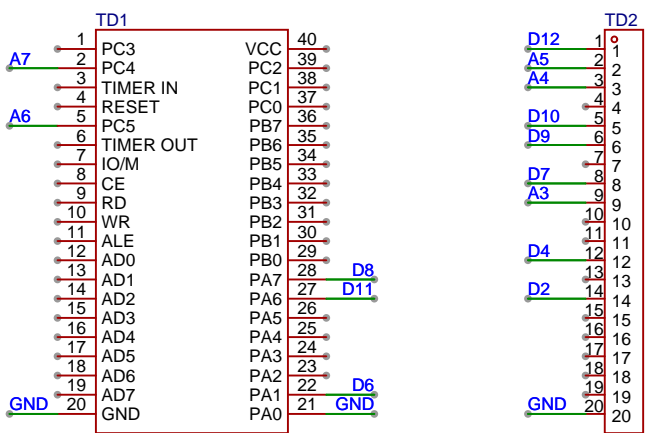 TD1 TD2
1 PC3 VCC 40 D12 1 1
A7 2 PC4 PC2 39 A5 2 2
3 TIMER IN PC1 38 A4 3 3
4 RESET PC0 37 4 4
A6 5 PC5 PB7 36 D10 5 5
6 TIMER OUT PB6 35 D9 6 6
7 IO/M PB5 34 7 7
8 CE PB4 33 D7 8 8
9 RD PB3 32 A3 9 9
10 WR PB2 31 10 10
11 ALE PB1 30 11 11
12 AD0 PB0 29 D4 12 12
13 AD1 PA7 28 D8 13 13
14 AD2 PA6 27 D11 D2 14 14
15 AD3 PA5 26 15 15
16 AD4 PA4 25 16 16
17 AD5 PA3 24 17 17
18 AD6 PA2 23 18 18
19 AD7 PA1 22 D6 19 19
GND 20 GND PA0 21 GND GND 20 20